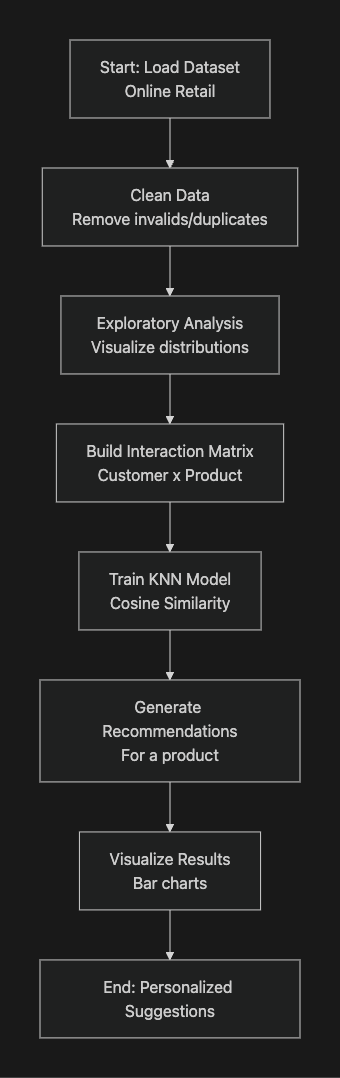 Start: Load Dataset
Online Retail
Clean Data
Remove invalids/duplicates
Exploratory Analysis
Visualize distributions
Build Interaction Matrix
Customer x Product
Train KNN Model
Cosine Similarity
Generate
Recommendations
For a product
Visualize Results
Bar charts
End: Personalized
Suggestions